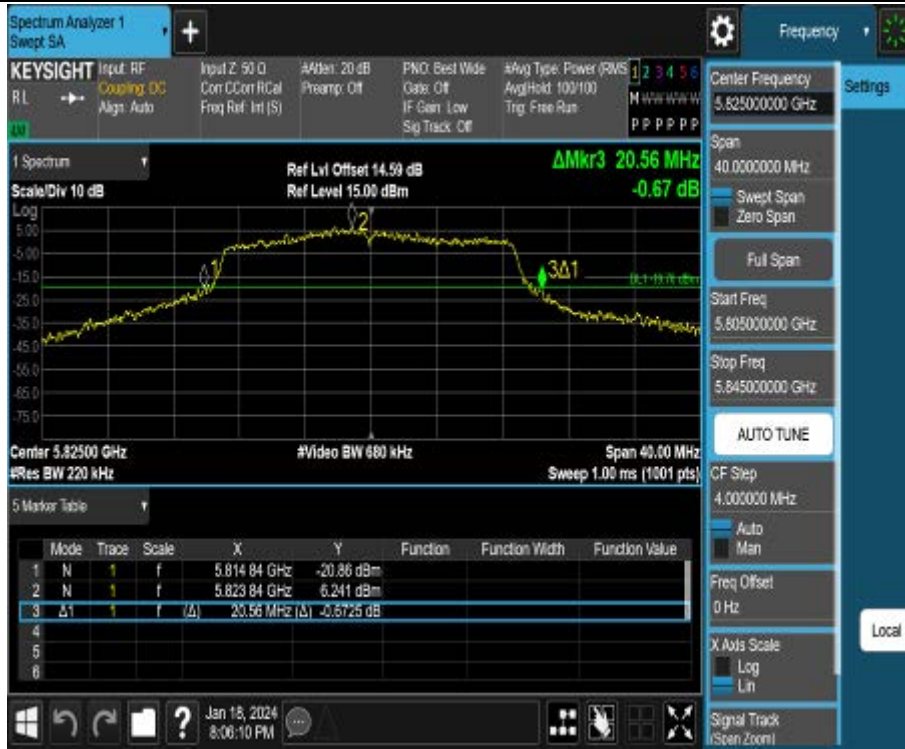 Spectrum Analyzer 1
Swept SA
+
Frequency
KEYSIGHT
RL
Input: RF
Coupling: DC
Align: Auto
Input Z: 50 Ω
Corr CCorr RCal
Freq Ref: Int (S)
#Atten: 20 dB
Preamp: Off
PNO: Best Wide
Gate: Off
IF Gain: Low
Sig Track: Off
#Avg Type: Power (RMS
Avg|Hold: 100/100
Trig: Free Run
1 2 3 4 5 6
M W W W W W
P P P P P P
Center Frequency
5.825000000 GHz
Settings
Span
40.0000000 MHz
Swept Span
Zero Span
Full Span
Start Freq
5.805000000 GHz
Stop Freq
5.845000000 GHz
AUTO TUNE
CF Step
4.000000 MHz
Auto
Man
Freq Offset
0 Hz
X Axis Scale
Log
Lin
Signal Track
(Span Zoom)
Local
1 Spectrum
Scale/Div 10 dB
Ref Lvl Offset 14.59 dB
Ref Level 15.00 dBm
ΔMkr3 20.56 MHz
-0.67 dB
Log
5.00
-5.00
-15.0
-25.0
-35.0
-45.0
-55.0
-65.0
-75.0
1
2
3Δ1
DL1 -19.76 dBm
Center 5.82500 GHz
#Res BW 220 kHz
#Video BW 680 kHz
Span 40.00 MHz
Sweep 1.00 ms (1001 pts)
5 Marker Table
Mode Trace Scale X Y Function Function Width Function Value
1 N 1 f 5.814 84 GHz -20.86 dBm
2 N 1 f 5.823 84 GHz 6.241 dBm
3 Δ1 1 f (Δ) 20.56 MHz (Δ) -0.6725 dB
4
5
6
?
Jan 18, 2024
8:06:10 PM